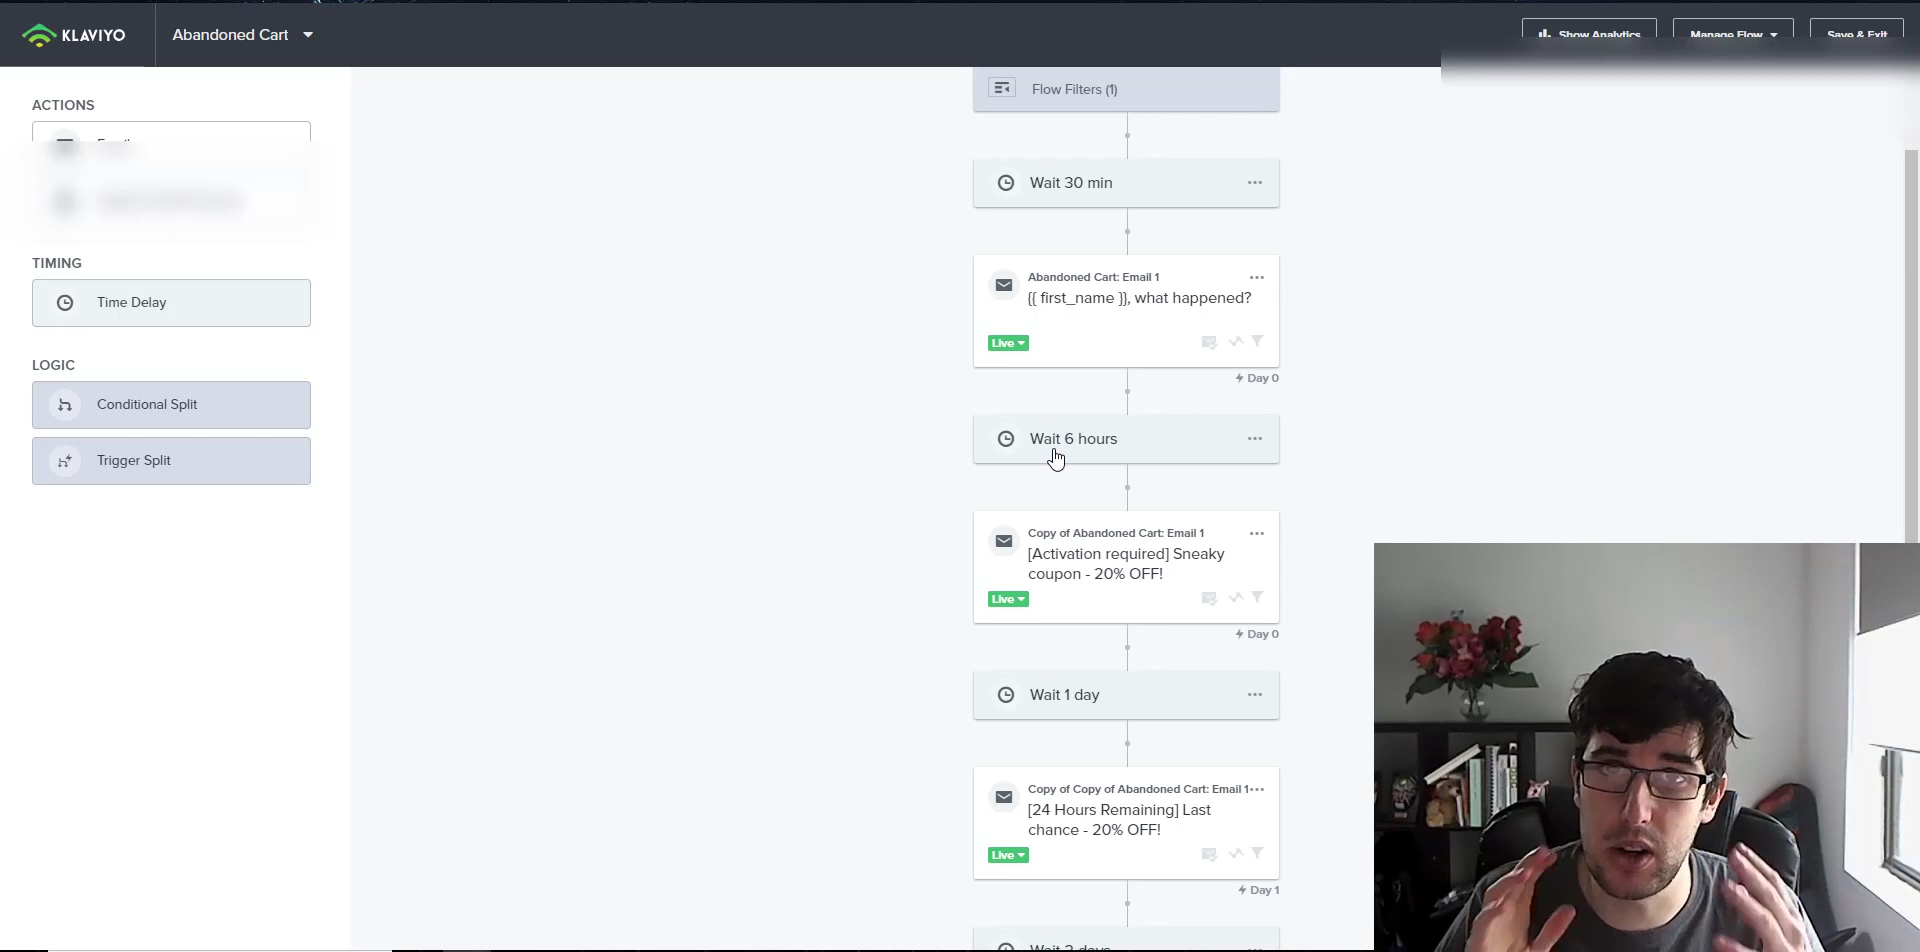 KLAVIYO
Abandoned Cart
Show Analytics
Manage Flow
Save & Exit
ACTIONS
TIMING
Time Delay
LOGIC
Conditional Split
Trigger Split
Flow Filters (1)
Wait 30 min
Abandoned Cart: Email 1
{{ first_name }}, what happened?
Live
Day 0
Wait 6 hours
Copy of Abandoned Cart: Email 1
[Activation required] Sneaky
coupon - 20% OFF!
Live
Day 0
Wait 1 day
Copy of Copy of Abandoned Cart: Email 1
[24 Hours Remaining] Last
chance - 20% OFF!
Live
Day 1